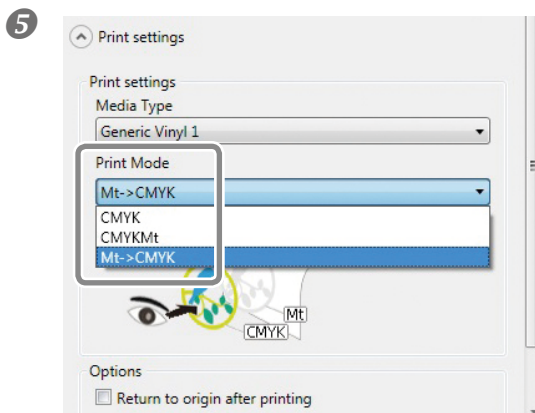 5
Print settings
Print settings
Media Type
Generic Vinyl 1
Print Mode
Mt->CMYK
CMYK
CMYKMt
Mt->CMYK
Mt
CMYK
Options
Return to origin after printing